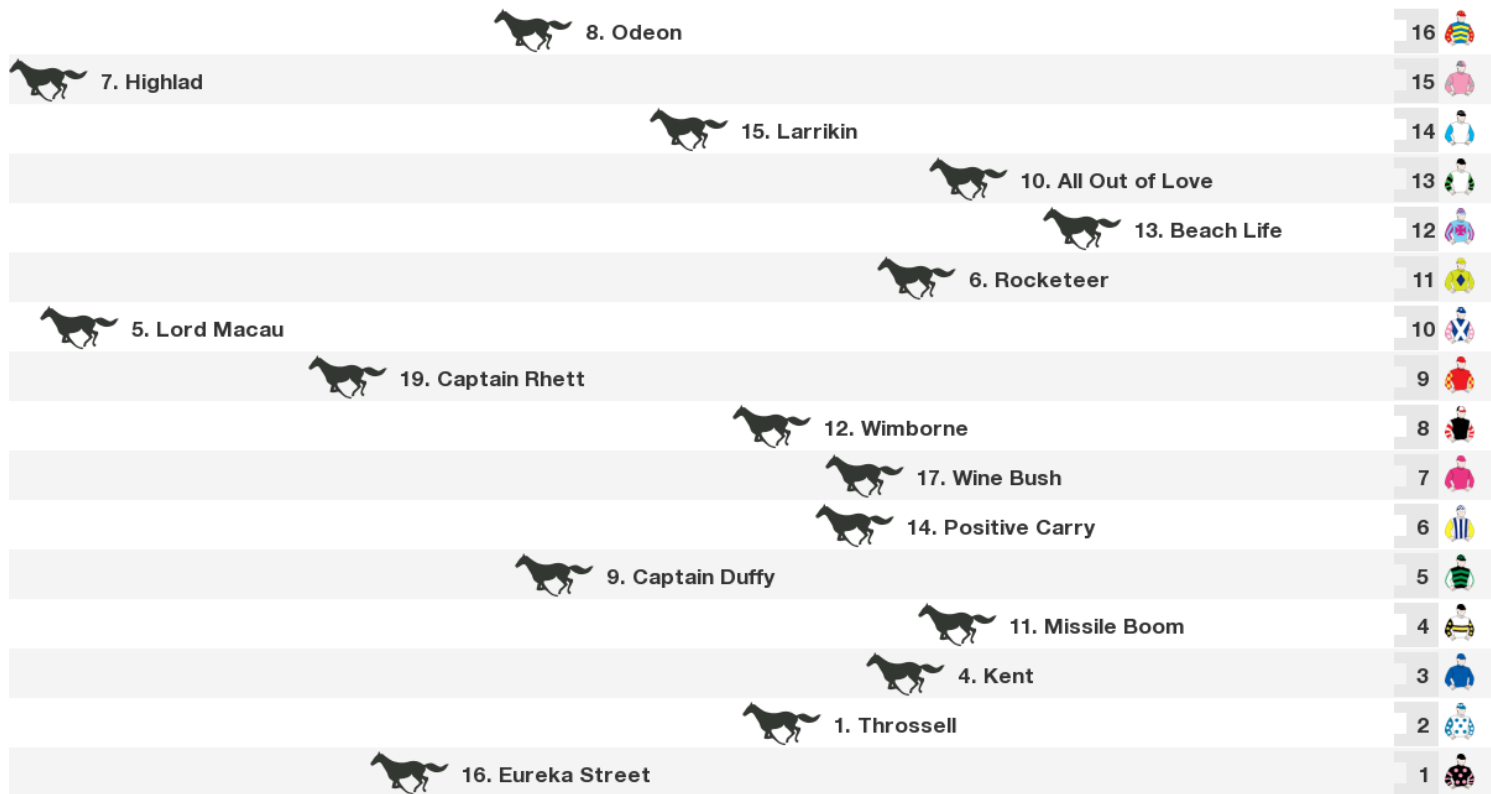 8. Odeon 16
7. Highlad 15
15. Larrikin 14
10. All Out of Love 13
13. Beach Life 12
6. Rocketeer 11
5. Lord Macau 10
19. Captain Rhett 9
12. Wimborne 8
17. Wine Bush 7
14. Positive Carry 6
9. Captain Duffy 5
11. Missile Boom 4
4. Kent 3
1. Throssell 2
16. Eureka Street 1